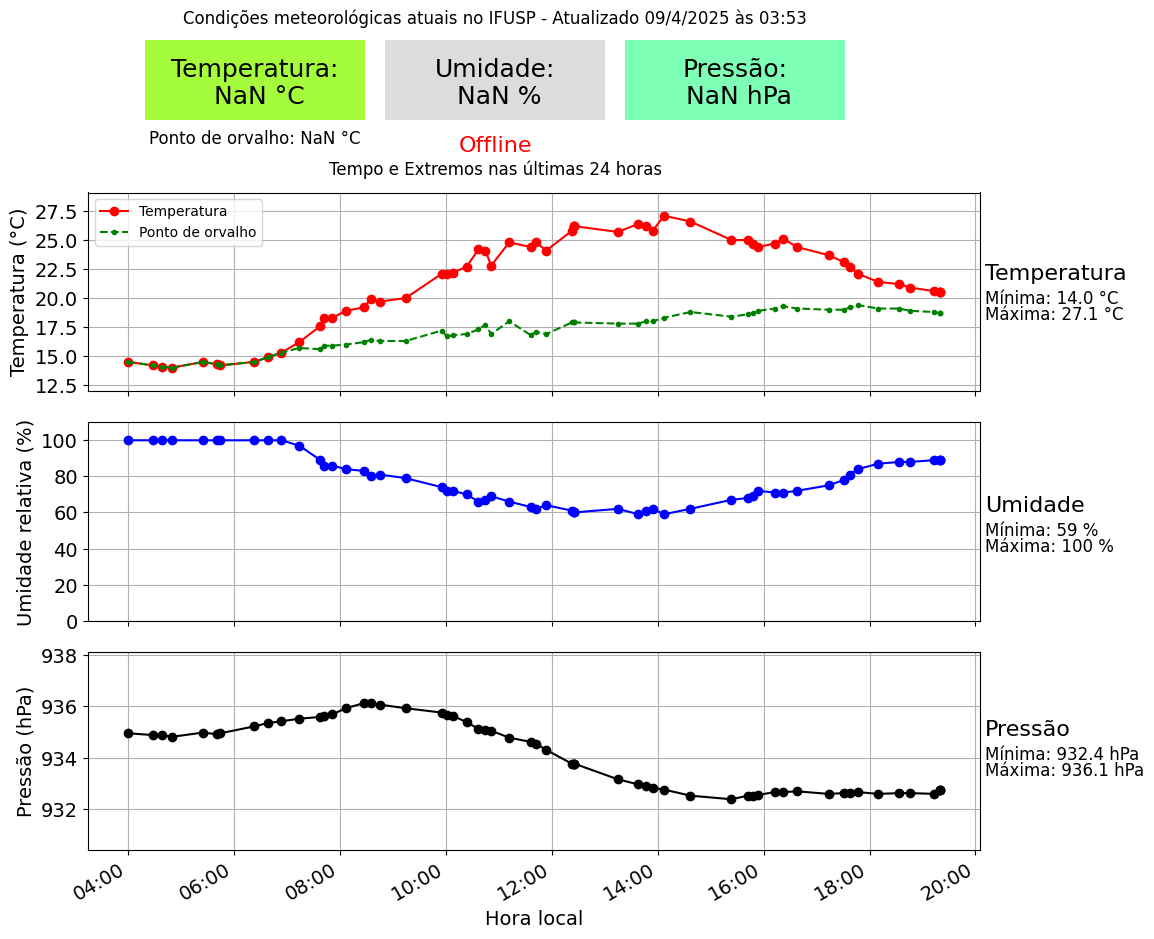 Condições meteorológicas atuais no IFUSP - Atualizado 09/4/2025 às 03:53
Temperatura:
NaN °C
Umidade:
NaN %
Pressão:
NaN hPa
Ponto de orvalho: NaN °C
Offline
Tempo e Extremos nas últimas 24 horas
Temperatura (°C)
27.5
25.0
22.5
20.0
17.5
15.0
12.5
Temperatura
Ponto de orvalho
Temperatura
Mínima: 14.0 °C
Máxima: 27.1 °C
Umidade relativa (%)
100
80
60
40
20
0
Umidade
Mínima: 59 %
Máxima: 100 %
Pressão (hPa)
938
936
934
932
Pressão
Mínima: 932.4 hPa
Máxima: 936.1 hPa
04:00
06:00
08:00
10:00
12:00
14:00
16:00
18:00
20:00
Hora local